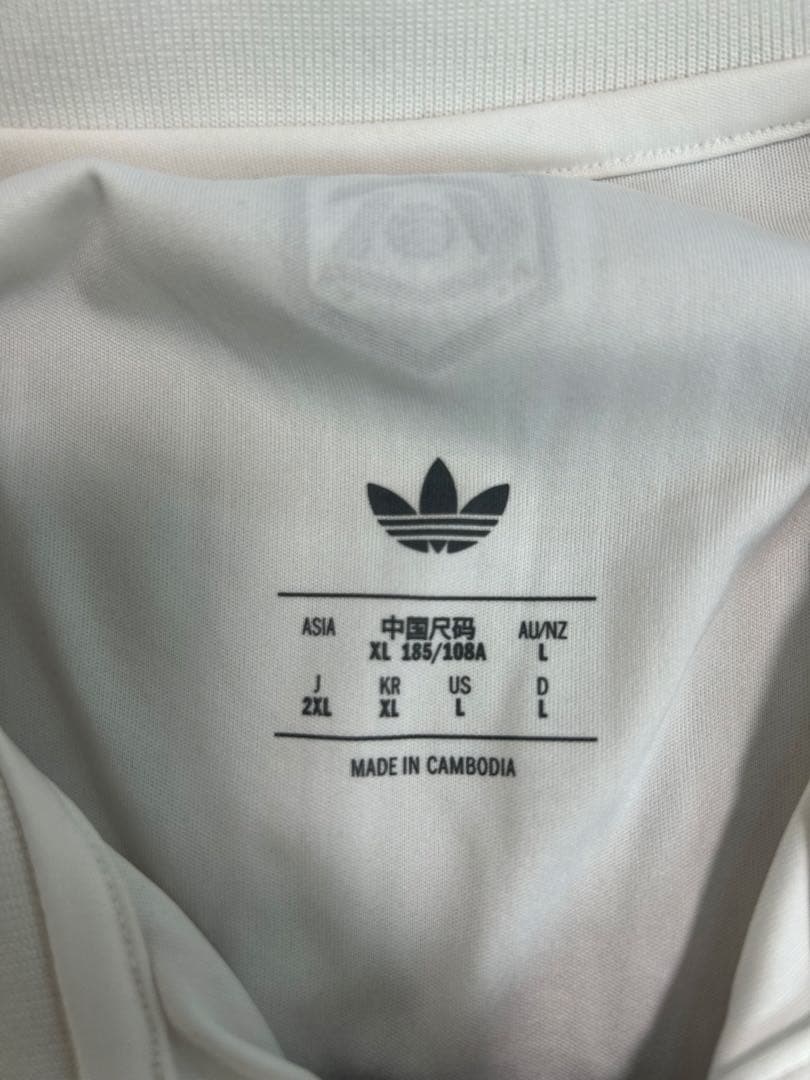 ASIA 中国尺码 AU/NZ
XL 185/108A L
J KR US D
2XL XL L L
MADE IN CAMBODIA